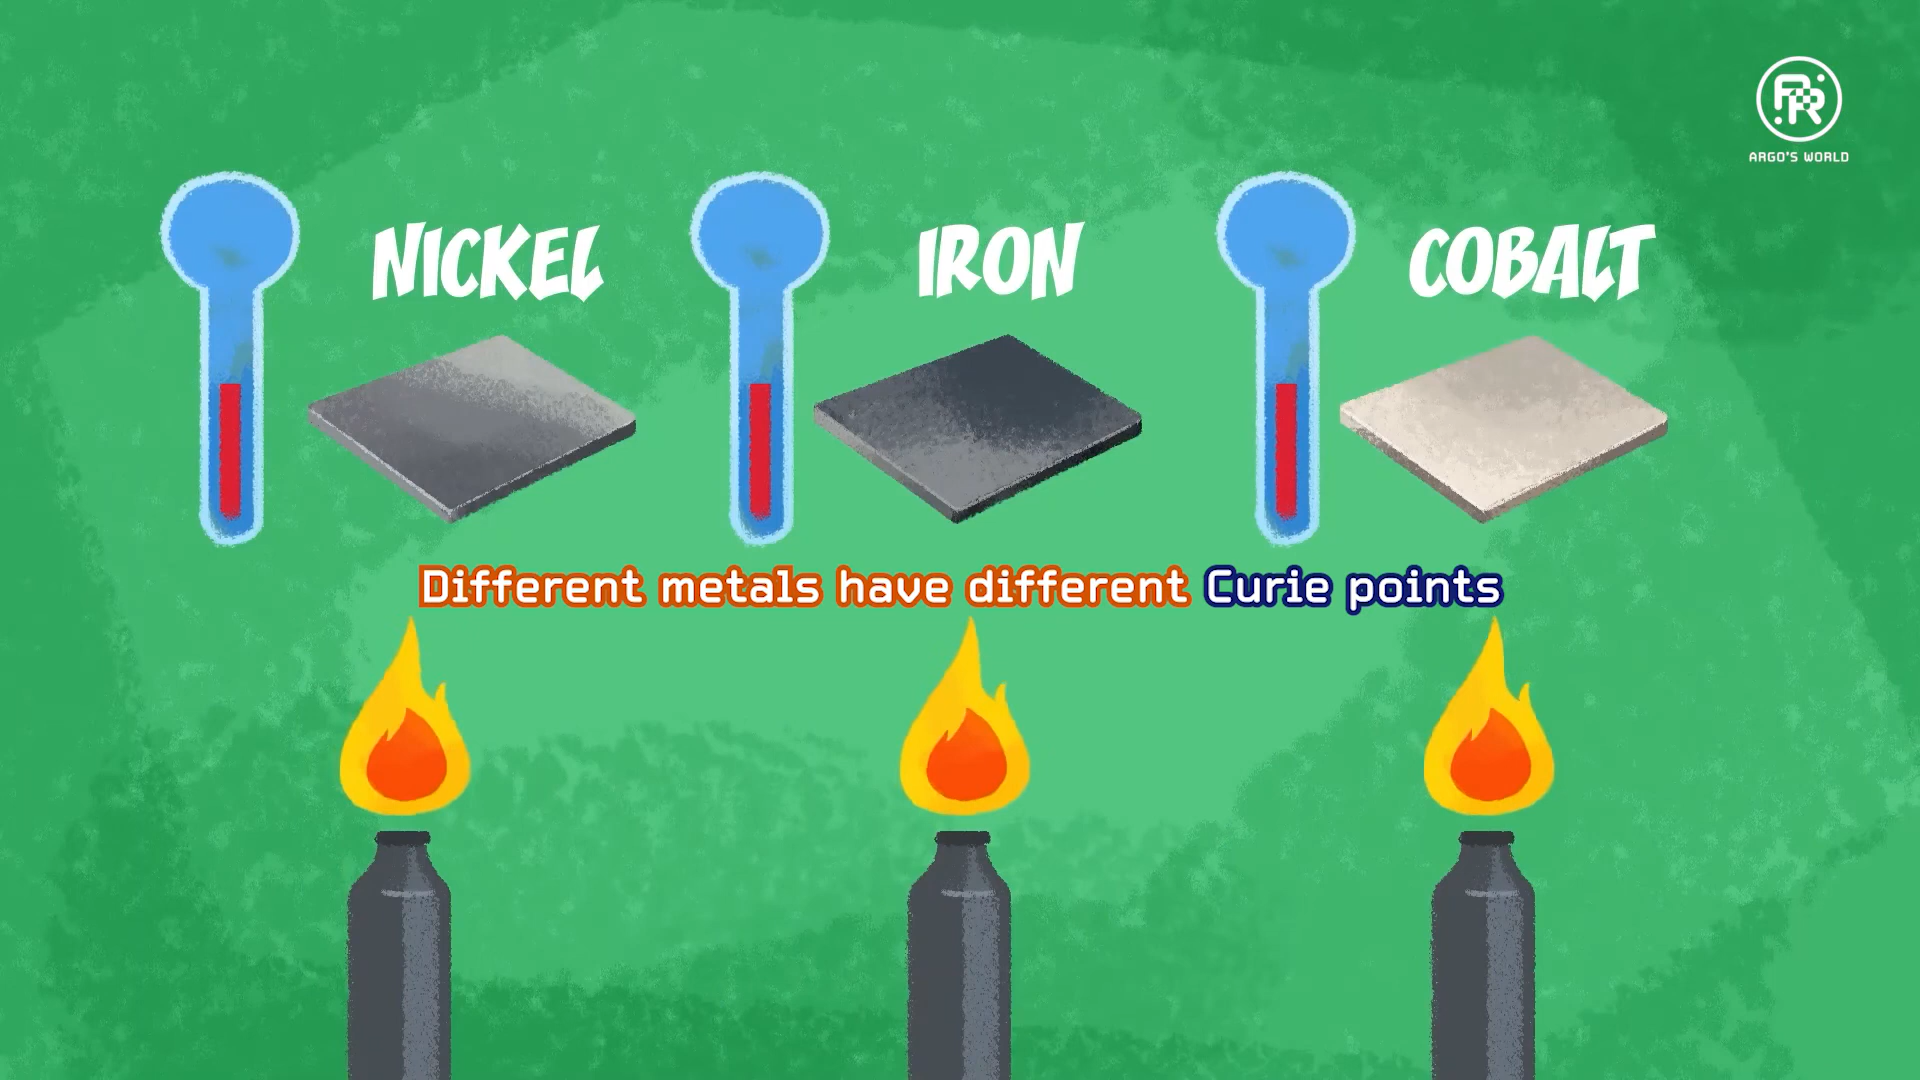 ARGO'S WORLD
NICKEL
IRON
COBALT
Different metals have different Curie points